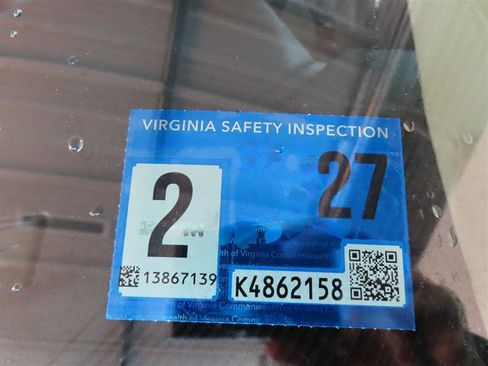 VIRGINIA SAFETY INSPECTION
2 27
13867139 K4862158